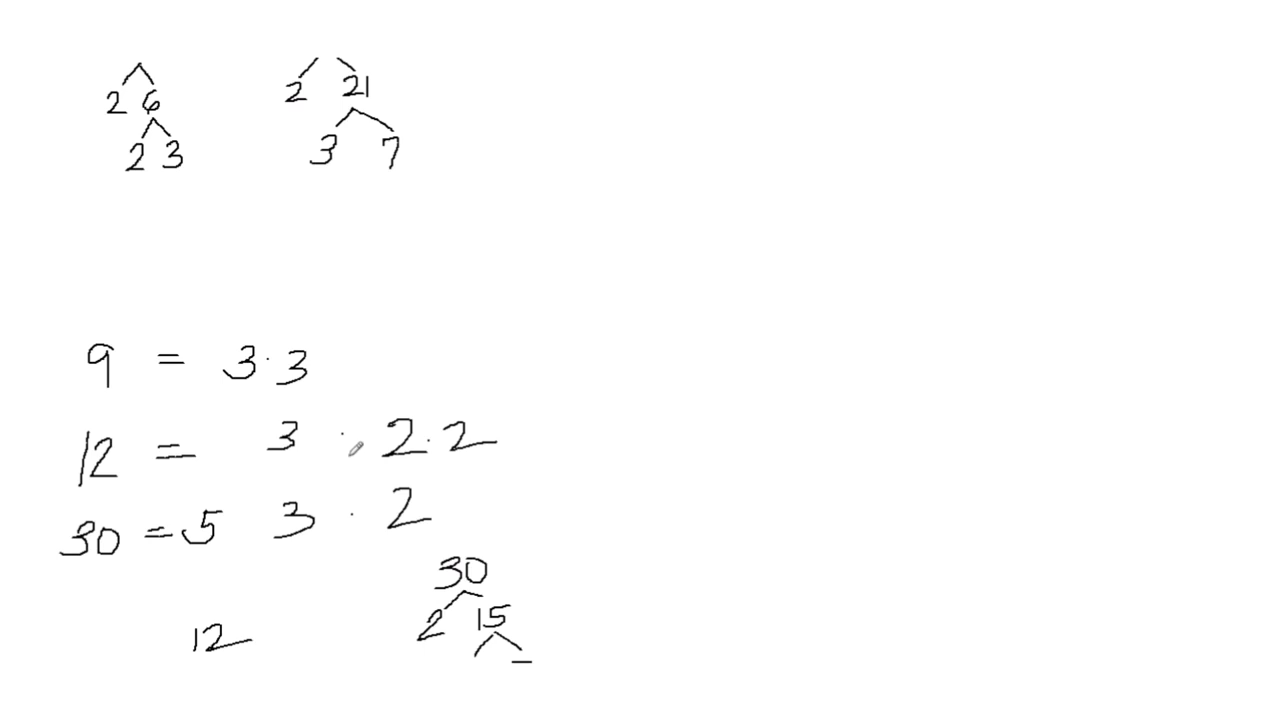 2 6 2 21
2 3 3 7
9 = 3·3
12 = 3 · 2·2
30 = 5 3 · 2
30
2 15
12